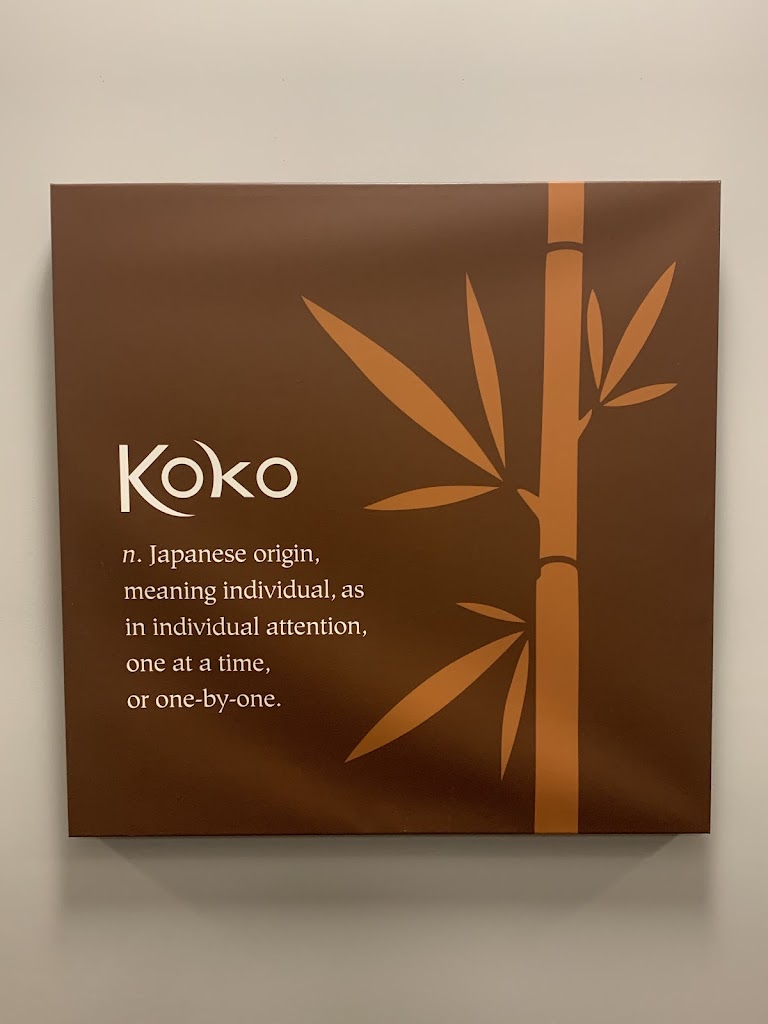 Koko
n. Japanese origin,
meaning individual, as
in individual attention,
one at a time,
or one-by-one.